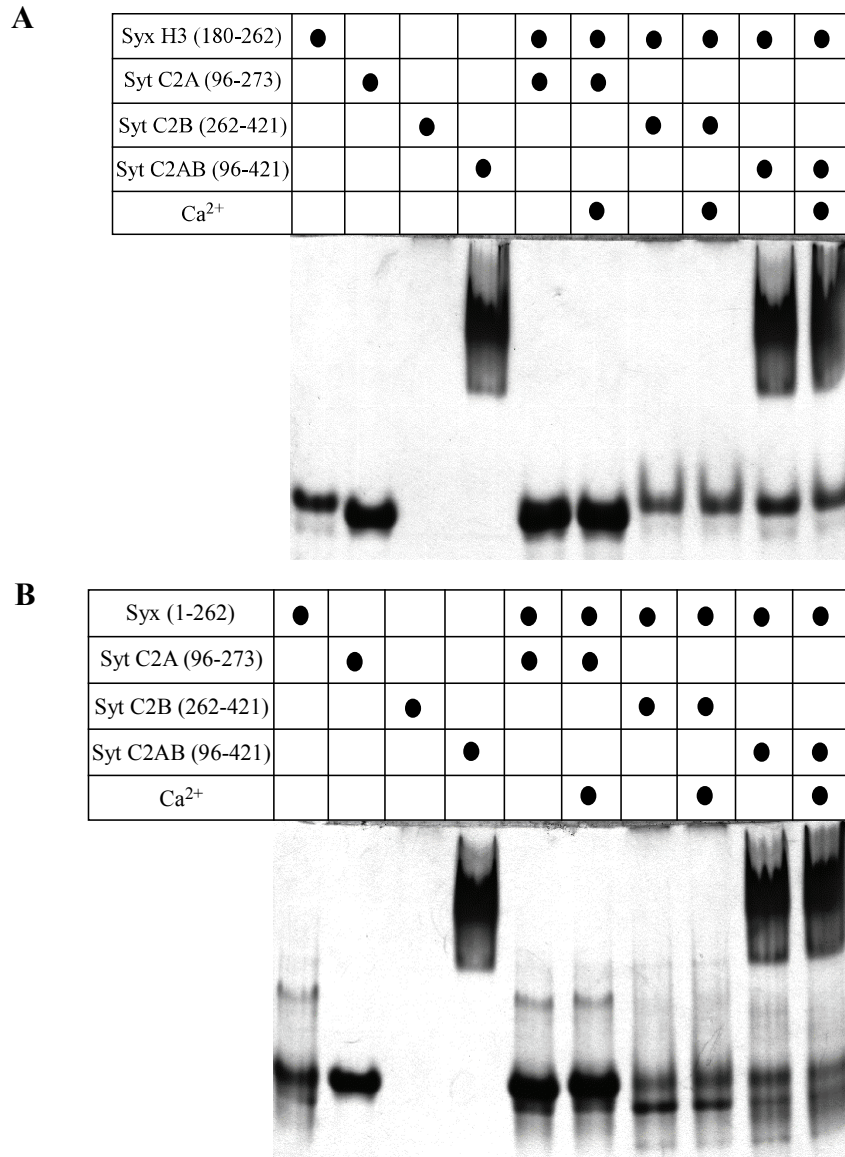 A
Syx H3 (180-262)
Syt C2A (96-273)
Syt C2B (262-421)
Syt C2AB (96-421)
Ca²⁺
B
Syx (1-262)
Syt C2A (96-273)
Syt C2B (262-421)
Syt C2AB (96-421)
Ca²⁺